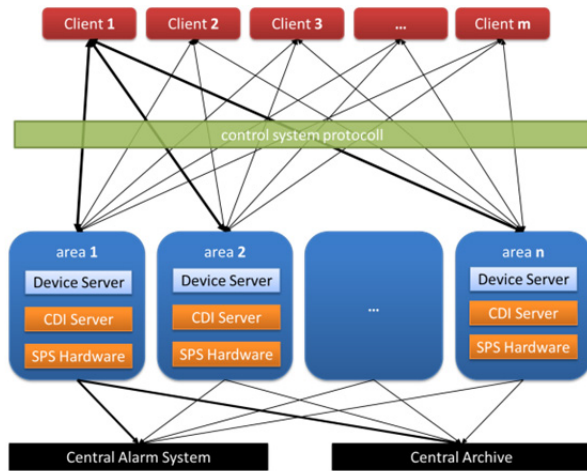 Client 1
Client 2
Client 3
...
Client m
control system protocoll
area 1
Device Server
CDI Server
SPS Hardware
area 2
Device Server
CDI Server
SPS Hardware
...
area n
Device Server
CDI Server
SPS Hardware
Central Alarm System
Central Archive